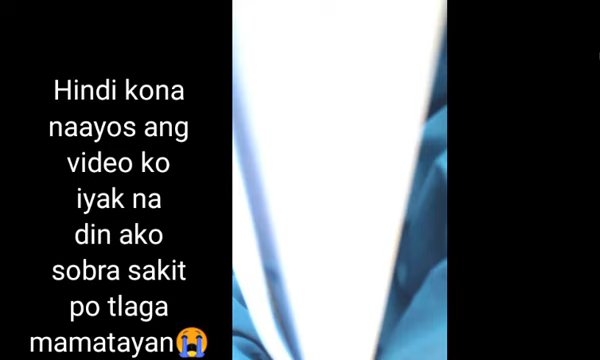 Hindi kona
naayos ang
video ko
iyak na
din ako
sobra sakit
po tlaga
mamatayan😭